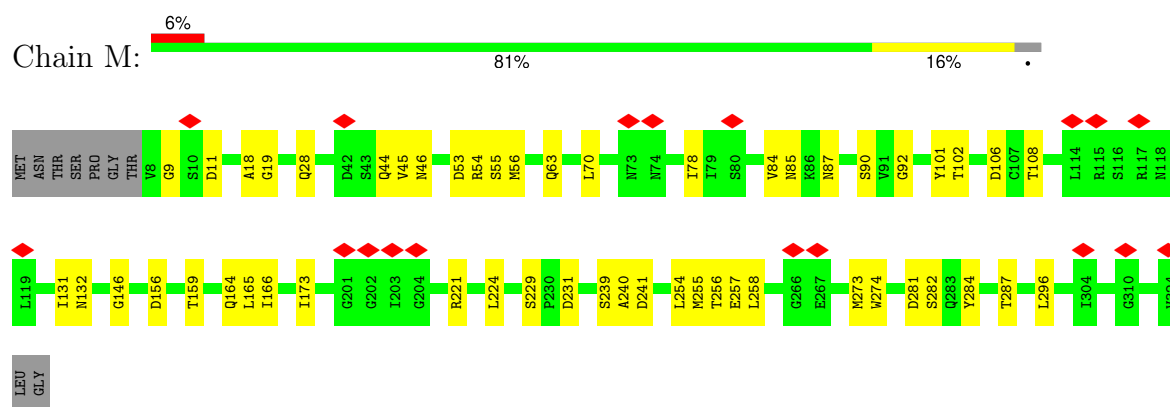 6%
Chain M:
81% 16% •
MET ASN THR SER PRO GLY THR V8 G9 S10 D11 A18 G19 Q28 D42 S43 Q44 V45 N46 D53 R54 S55 M56 Q63 L70 N73 N74 I78 I79 S80 V84 N85 K86 N87 S90 V91 G92 Y101 T102 D106 C107 T108 L114 R115 S116 R117 N118
L119 I131 N132 G146 D156 T159 Q164 L165 I166 I173 G201 G202 I203 G204 R221 L224 S229 P230 D231 S239 A240 D241 L254 M255 T256 E257 L258 G266 E267 M273 W274 D281 S282 Q283 Y284 T287 L296 I304 G310
LEU GLY